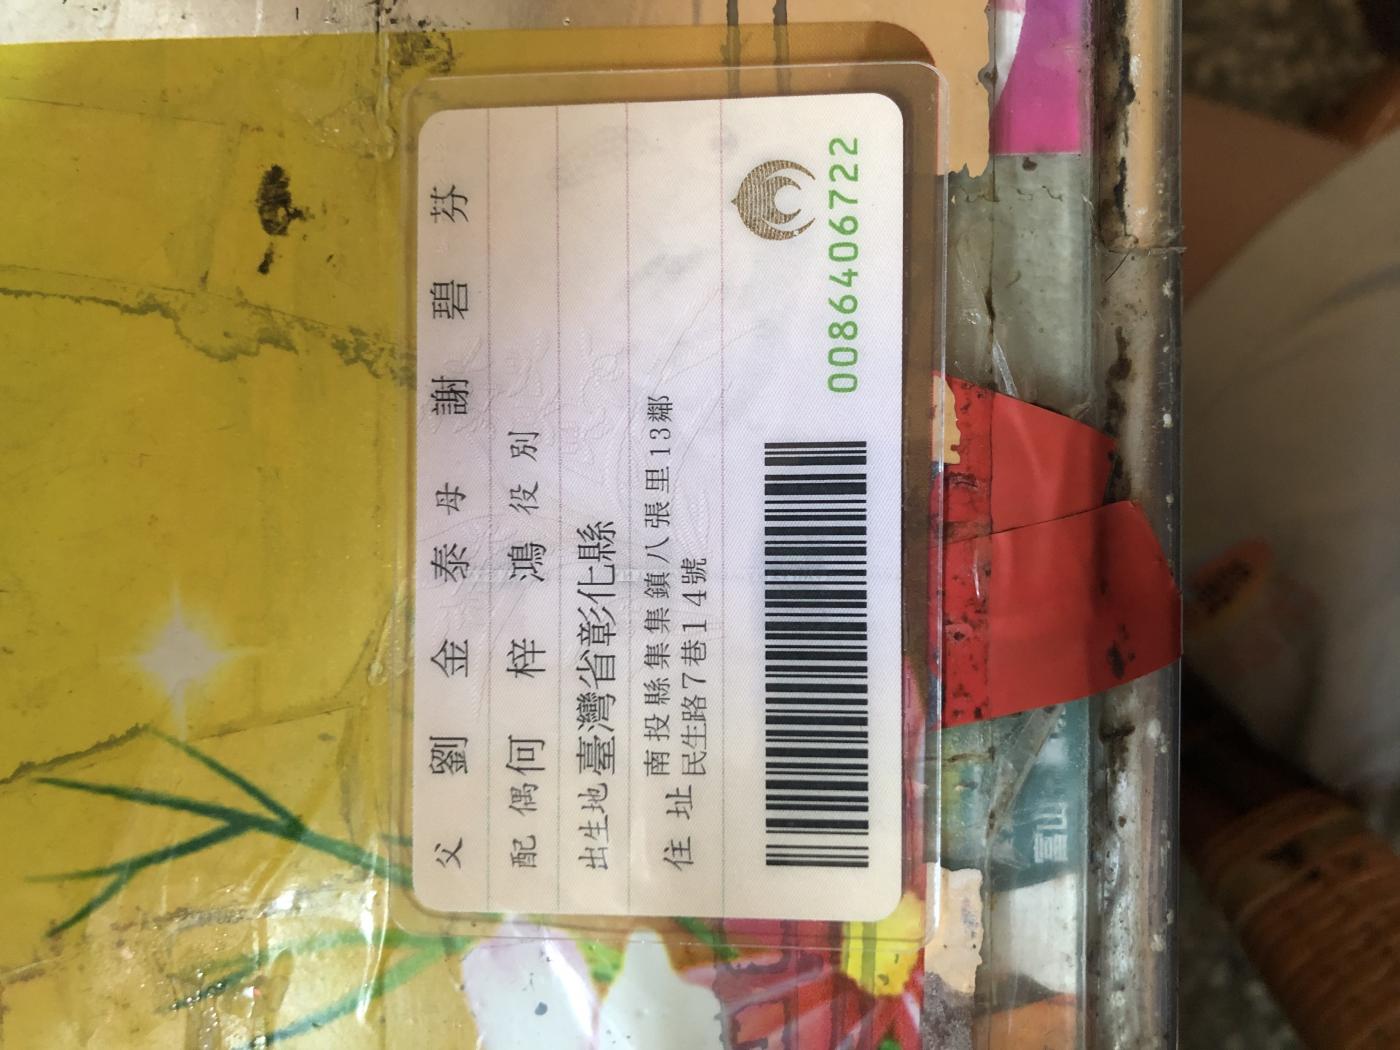 父 劉金泰 母 謝碧芬
配偶 何梓鴻 役別
出生地 臺灣省彰化縣
住址 南投縣集集鎮八張里13鄰
民生路7巷14號
0086406722
富山